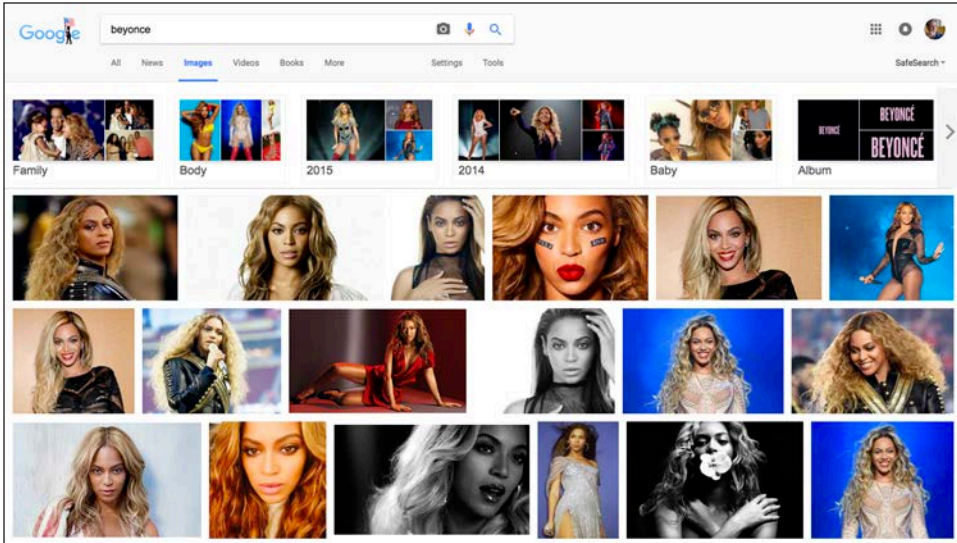 Google
beyonce
All News Images Videos Books More Settings Tools
SafeSearch
Family Body 2015 2014 Baby Album
BEYONCÉ
BEYONCÉ
BEYONCÉ